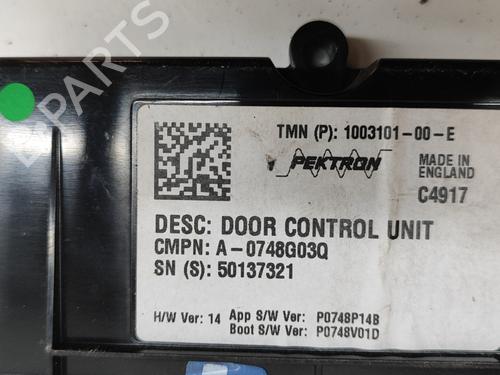 TMN (P): 1003101-00-E
PEKTRON
MADE IN
ENGLAND
C4917
DESC: DOOR CONTROL UNIT
CMPN: A-0748G03Q
SN (S): 50137321
H/W Ver: 14 App S/W Ver: P0748P14B
Boot S/W Ver: P0748V01D